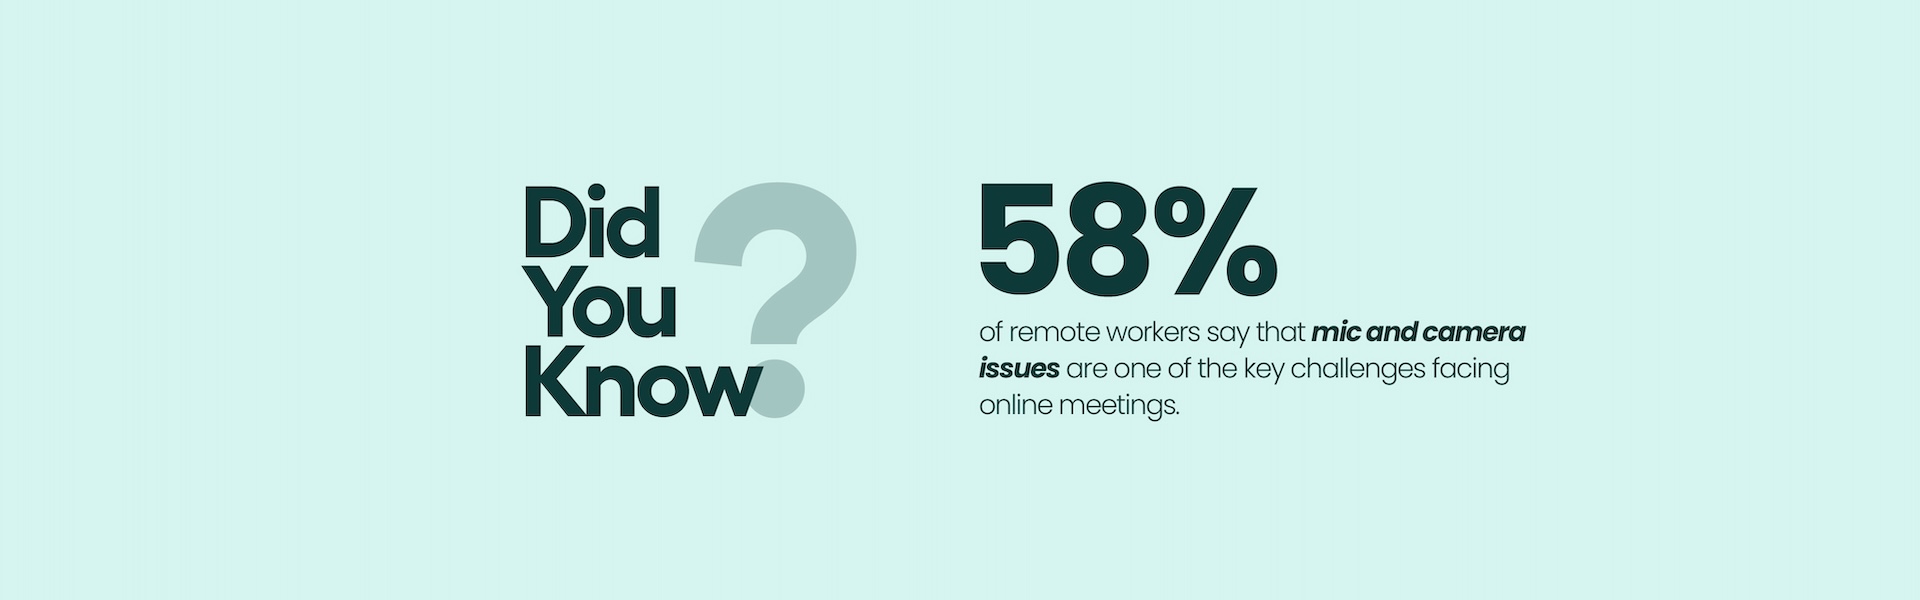 Did
You
Know?
58%
of remote workers say that mic and camera
issues are one of the key challenges facing
online meetings.